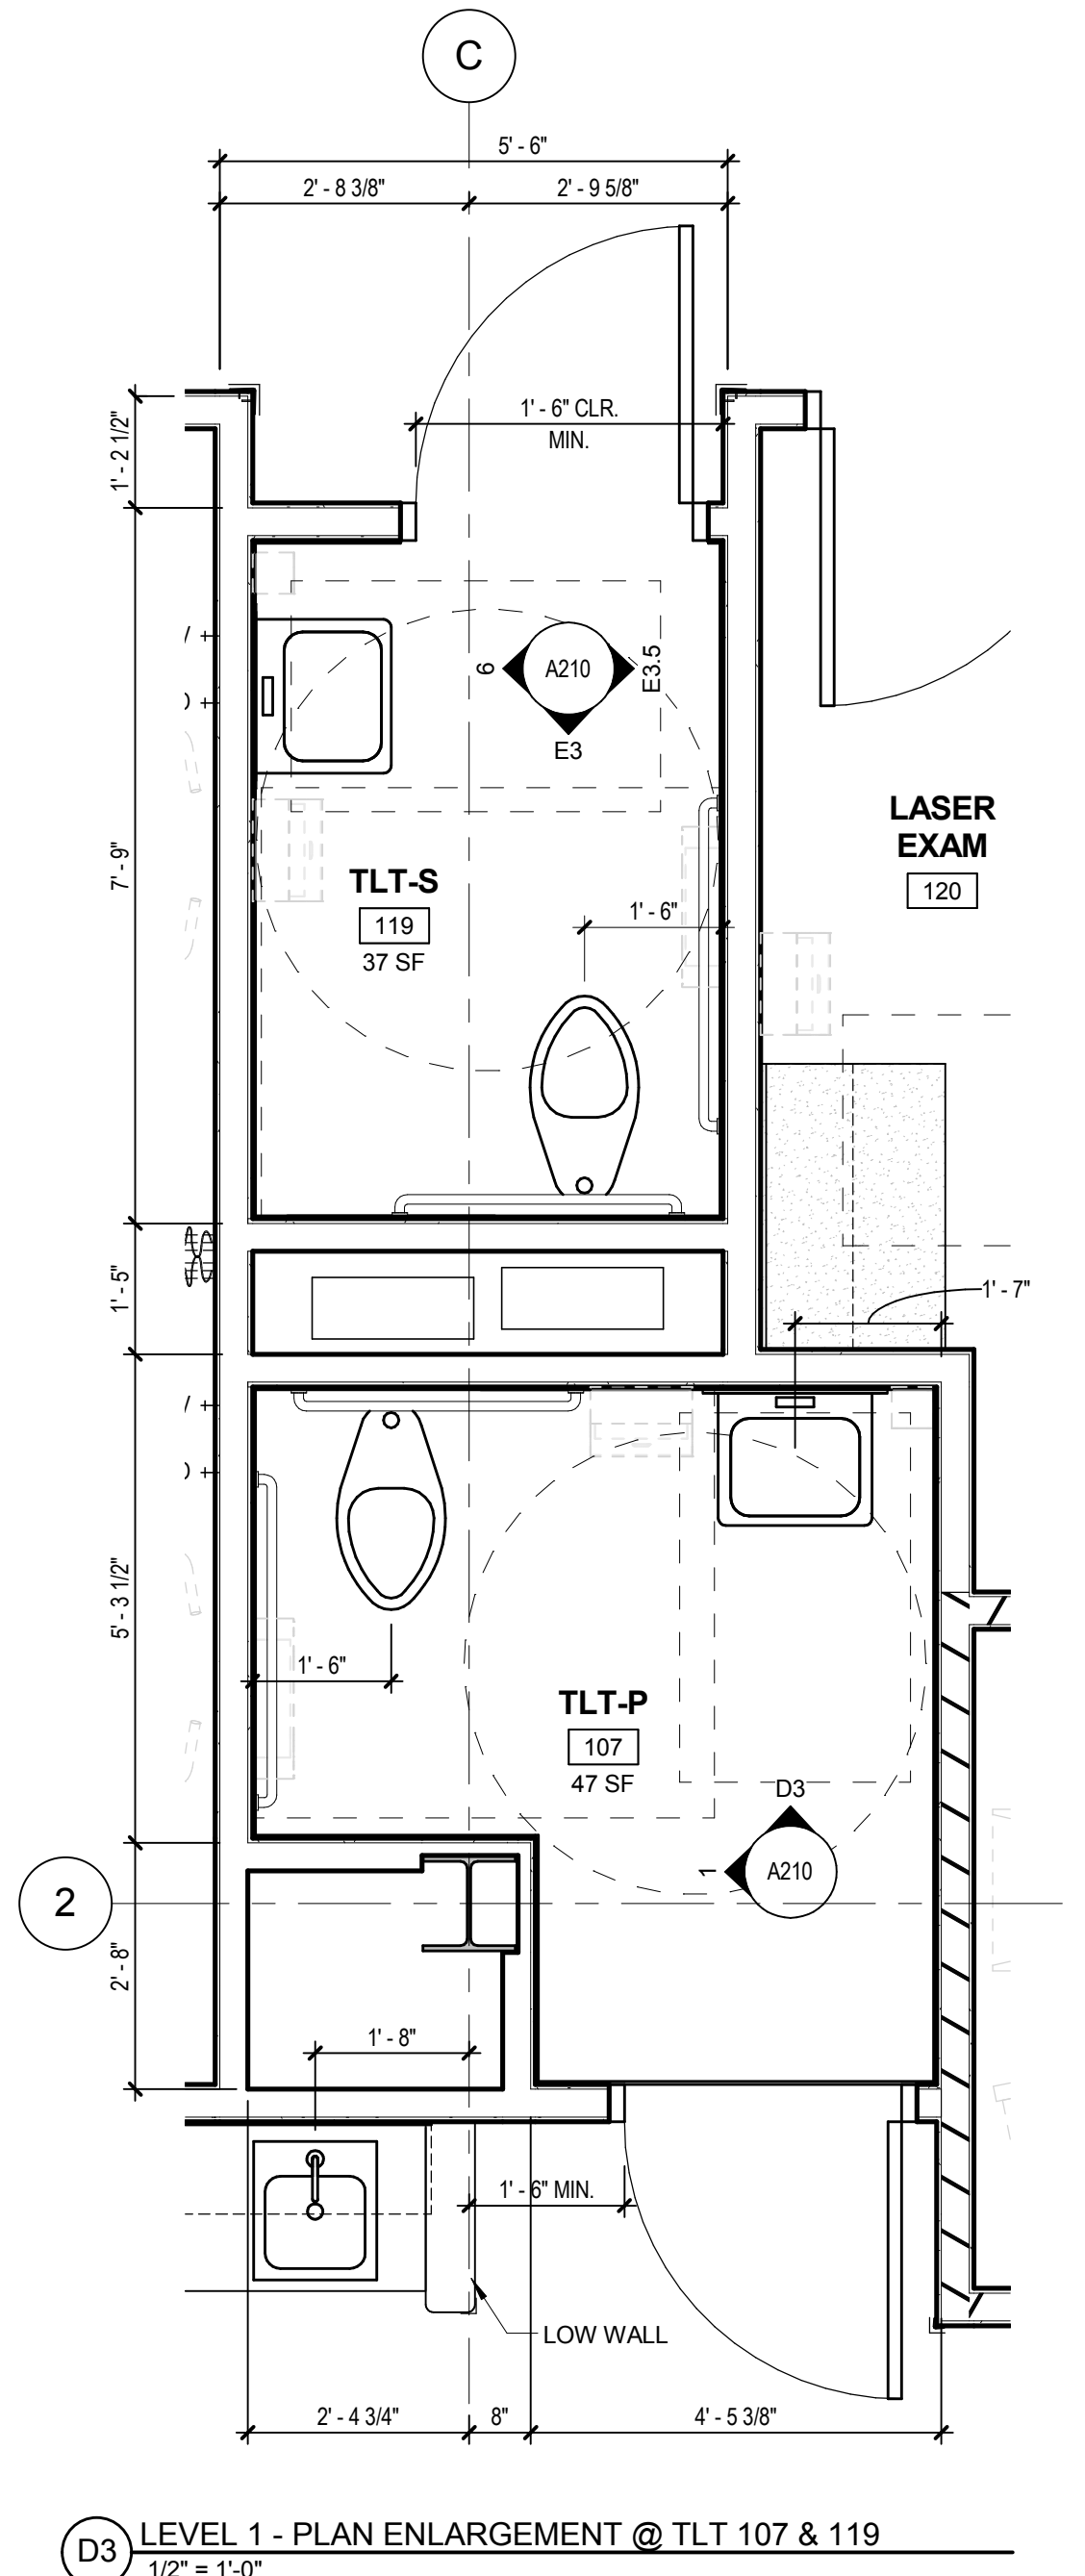 C
5' - 6"
2' - 8 3/8"
2' - 9 5/8"
1' - 2 1/2"
1' - 6" CLR.
MIN.
6
A210
E3.5
E3
7' - 9"
LASER
EXAM
120
TLT-S
119
37 SF
1' - 6"
1' - 5"
1' - 7"
5' - 3 1/2"
1' - 6"
TLT-P
107
47 SF
D3
1
A210
2
2' - 8"
1' - 8"
1' - 6" MIN.
LOW WALL
2' - 4 3/4"
8"
4' - 5 3/8"
D3
LEVEL 1 - PLAN ENLARGEMENT @ TLT 107 & 119
1/2" = 1'-0"